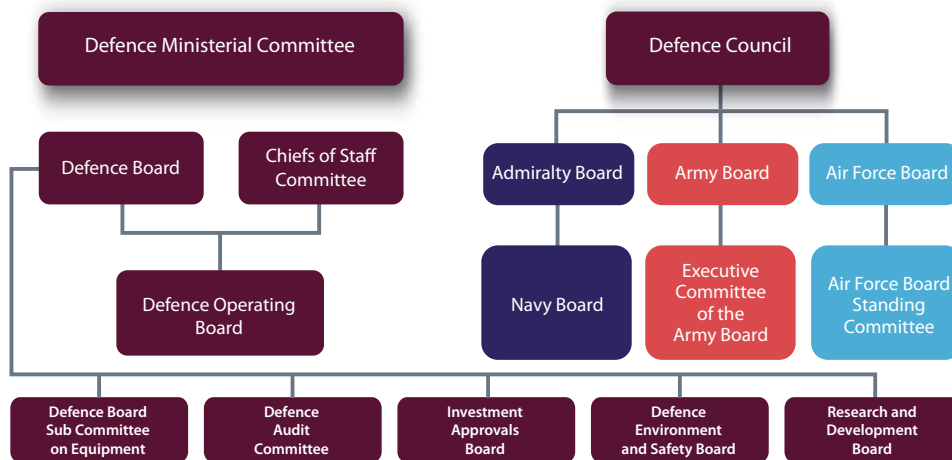 Defence Ministerial Committee
Defence Council
Defence Board
Chiefs of Staff
Committee
Admiralty Board
Army Board
Air Force Board
Defence Operating
Board
Navy Board
Executive
Committee
of the
Army Board
Air Force Board
Standing
Committee
Defence Board
Sub Committee
on Equipment
Defence
Audit
Committee
Investment
Approvals
Board
Defence
Environment
and Safety Board
Research and
Development
Board